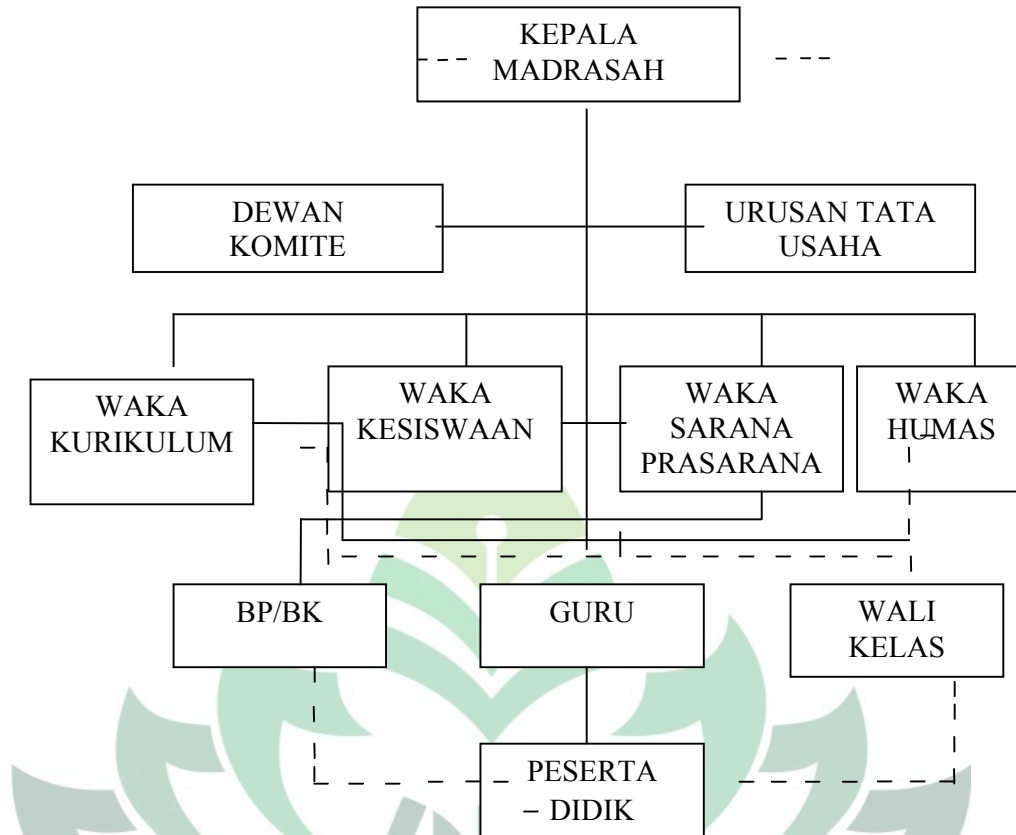 KEPALA
MADRASAH
DEWAN
KOMITE
URUSAN TATA
USAHA
WAKA
KURIKULUM
WAKA
KESISWAAN
WAKA
SARANA
PRASARANA
WAKA
HUMAS
BP/BK
GURU
WALI
KELAS
PESERTA
DIDIK